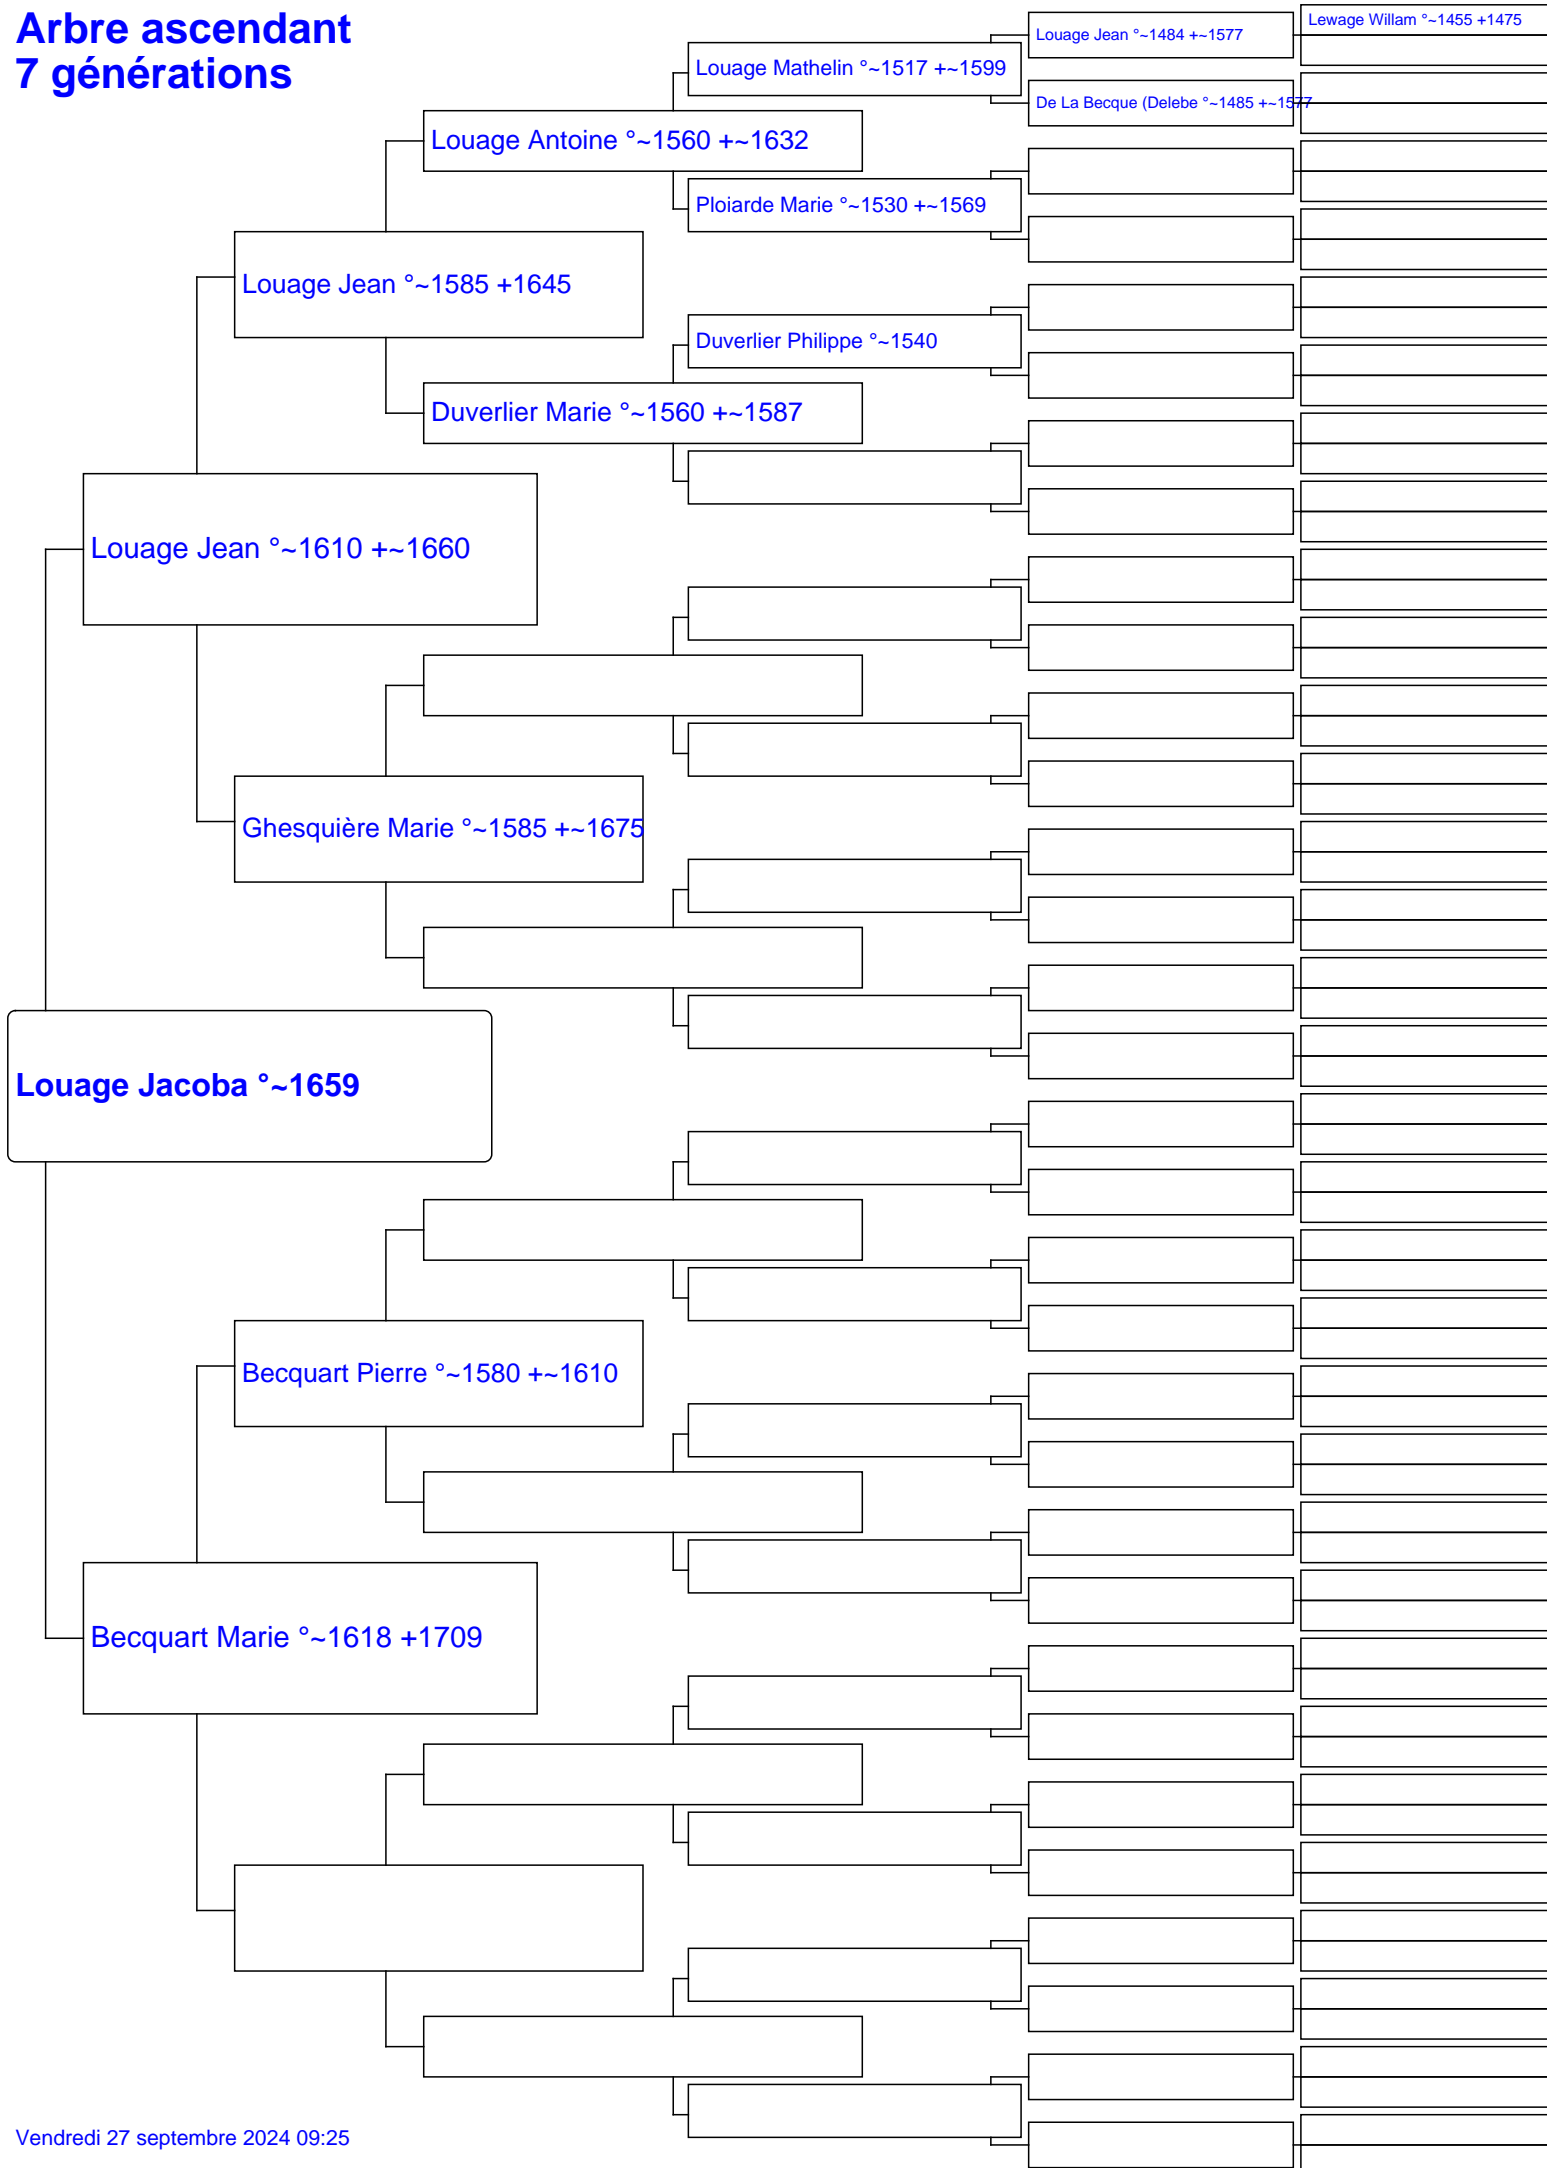 Arbre ascendant
7 générations
Lewage Willam °~1455 +1475
Louage Jean °~1484 +~1577
Louage Mathelin °~1517 +~1599
De La Becque (Delebe °~1485 +~1577
Louage Antoine °~1560 +~1632
Ploiarde Marie °~1530 +~1569
Louage Jean °~1585 +1645
Duverlier Philippe °~1540
Duverlier Marie °~1560 +~1587
Louage Jean °~1610 +~1660
Ghesquière Marie °~1585 +~1675
Louage Jacoba °~1659
Becquart Pierre °~1580 +~1610
Becquart Marie °~1618 +1709
Vendredi 27 septembre 2024 09:25